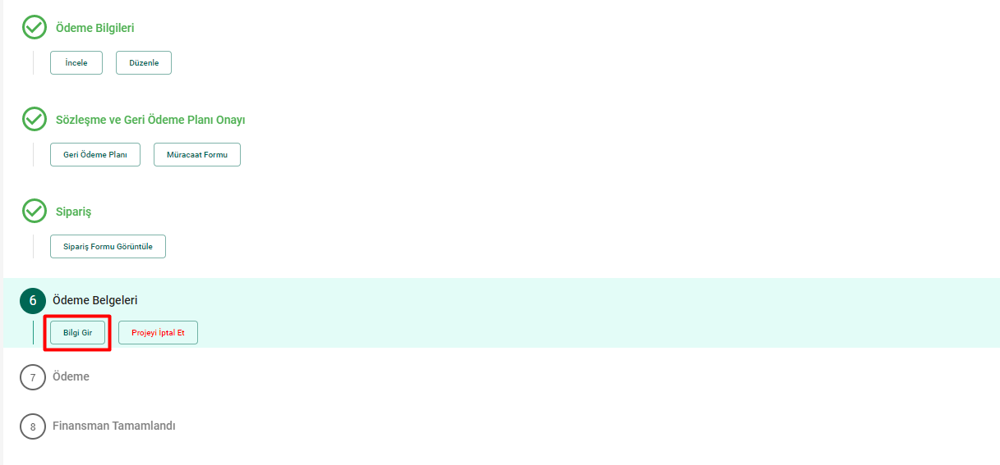 Ödeme Bilgileri
İncele Düzenle
Sözleşme ve Geri Ödeme Planı Onayı
Geri Ödeme Planı Müracaat Formu
Sipariş
Sipariş Formu Görüntüle
6 Ödeme Belgeleri
Bilgi Gir Projeyi İptal Et
7 Ödeme
8 Finansman Tamamlandı